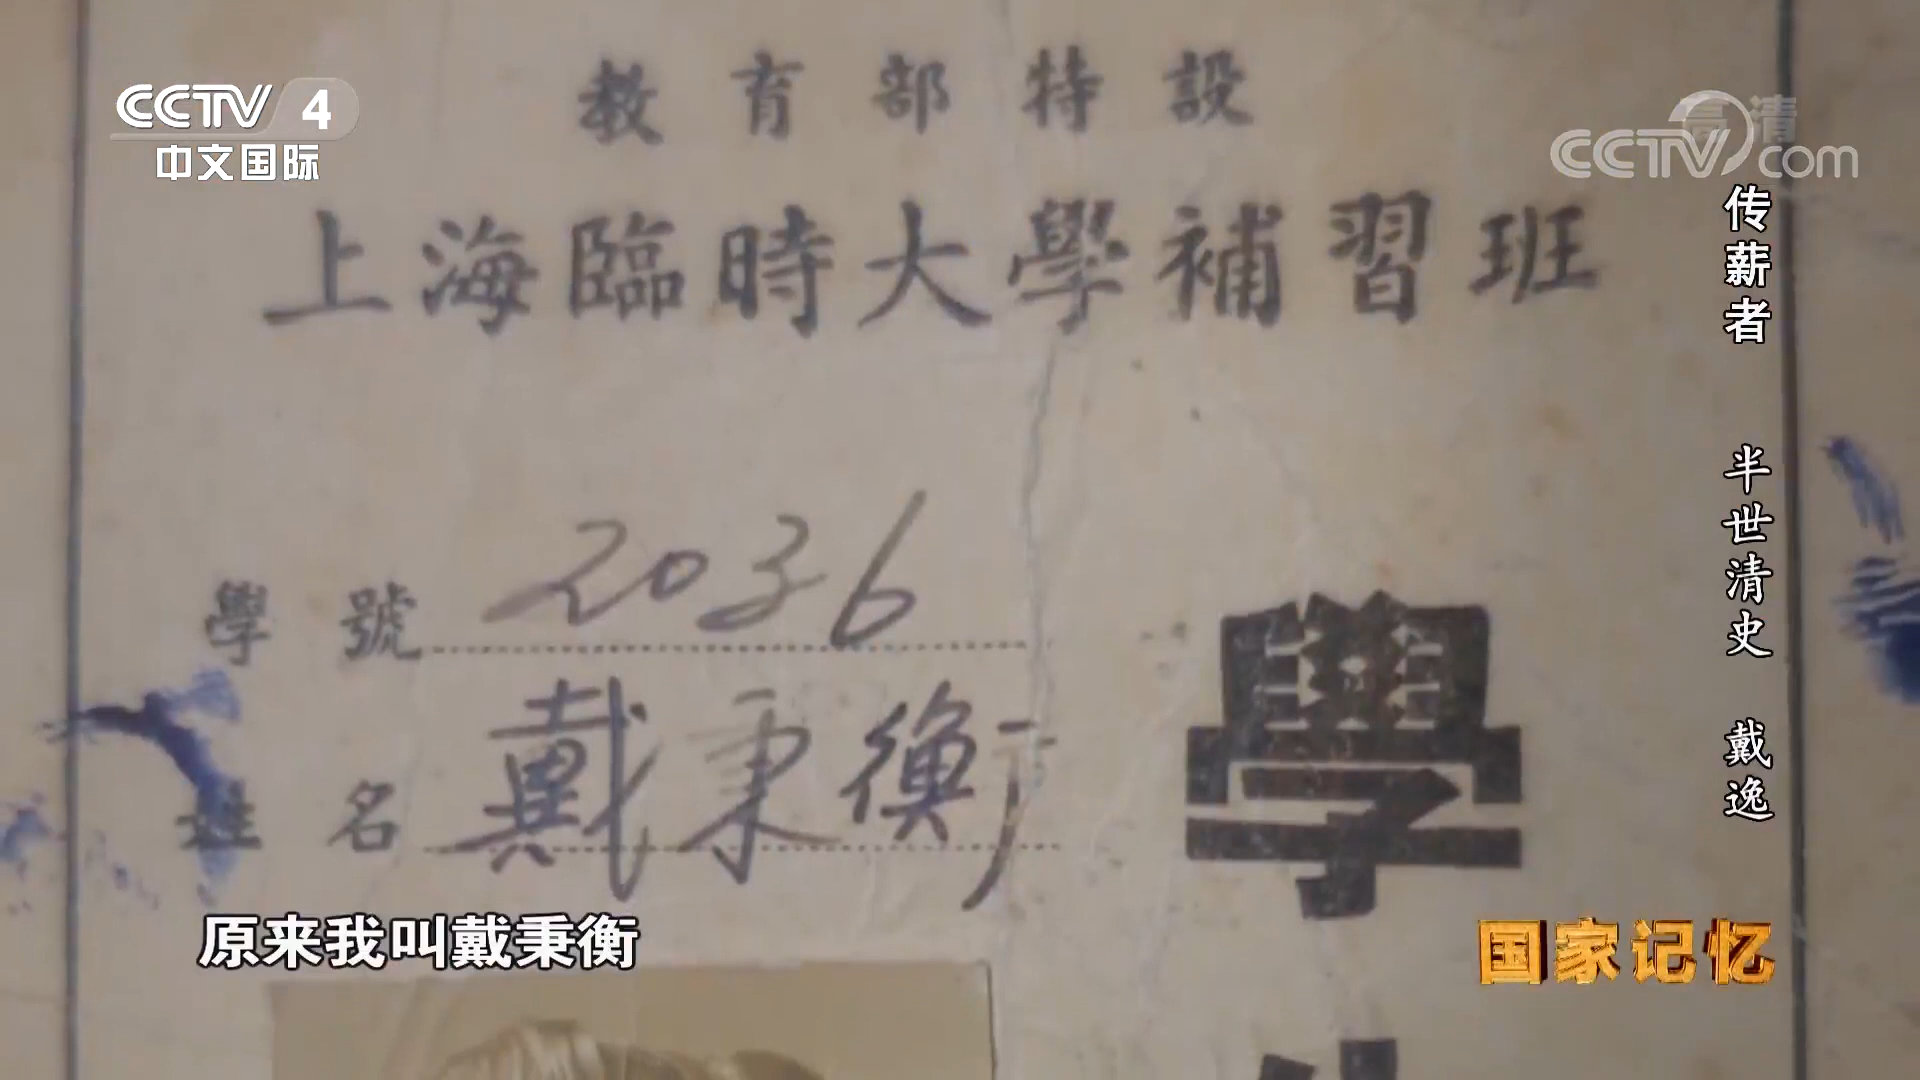 教育部特設
上海臨時大學補習班
學號 2036
姓名 戴秉衡
學
CCTV 4
中文国际
高清
CCTV.com
传薪者 半世清史 戴逸
原来我叫戴秉衡
国家记忆